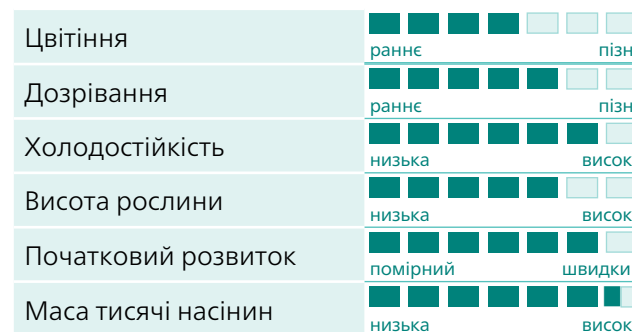 Цвітіння
раннє пізн
Дозрівання
раннє пізн
Холодостійкість
низька висок
Висота рослини
низька висок
Початковий розвиток
помірний швидки
Маса тисячі насінин
низька висок